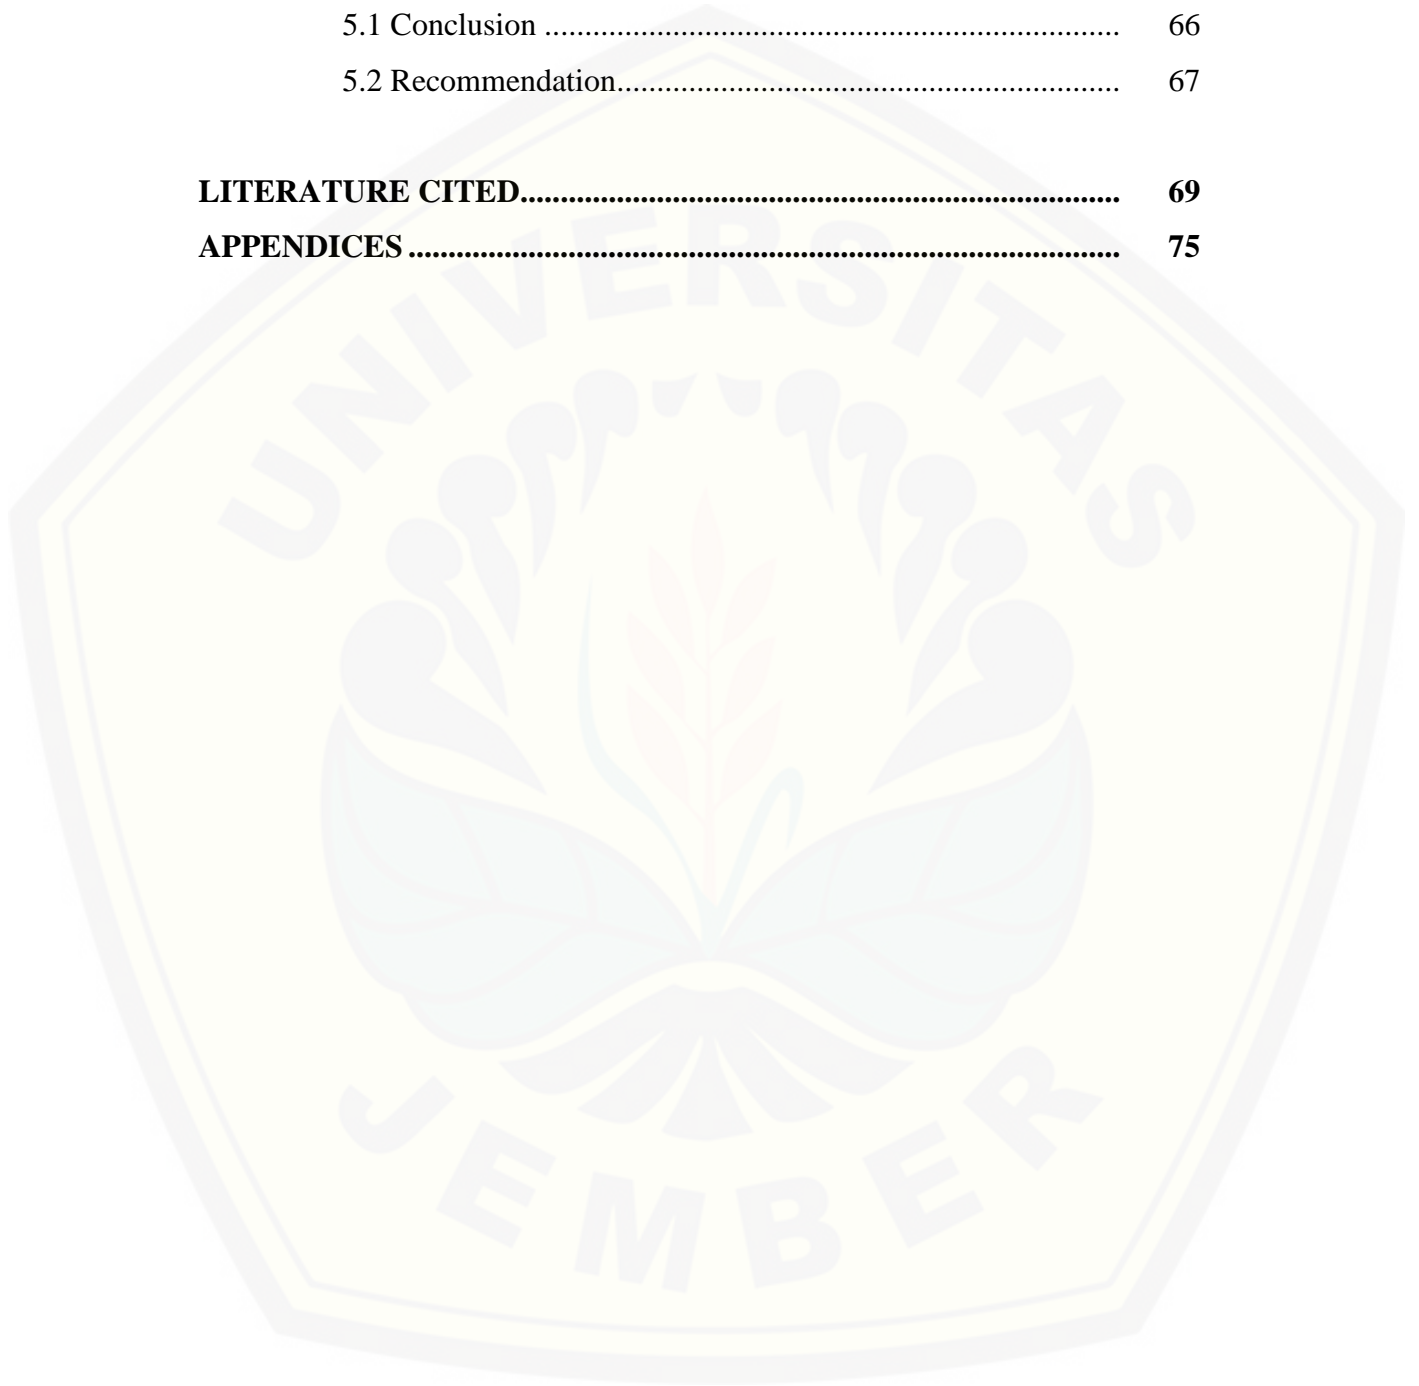 5.1 Conclusion ........................................................................ 66
5.2 Recommendation............................................................... 67
LITERATURE CITED........................................................................... 69
APPENDICES ......................................................................................... 75
UNIVERSITAS
JEMBER